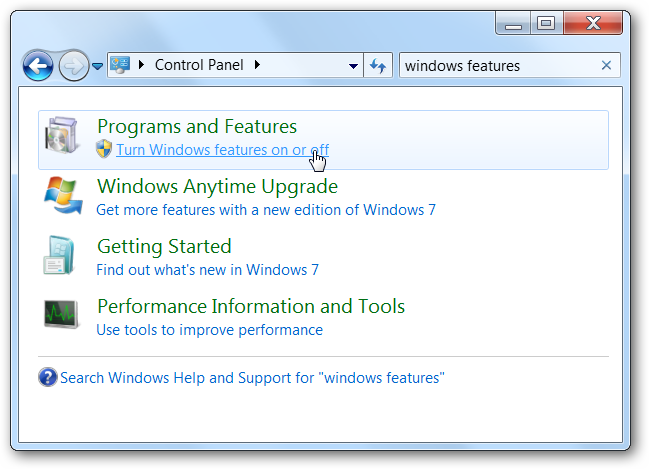 Control Panel
windows features
Programs and Features
Turn Windows features on or off
Windows Anytime Upgrade
Get more features with a new edition of Windows 7
Getting Started
Find out what's new in Windows 7
Performance Information and Tools
Use tools to improve performance
Search Windows Help and Support for "windows features"